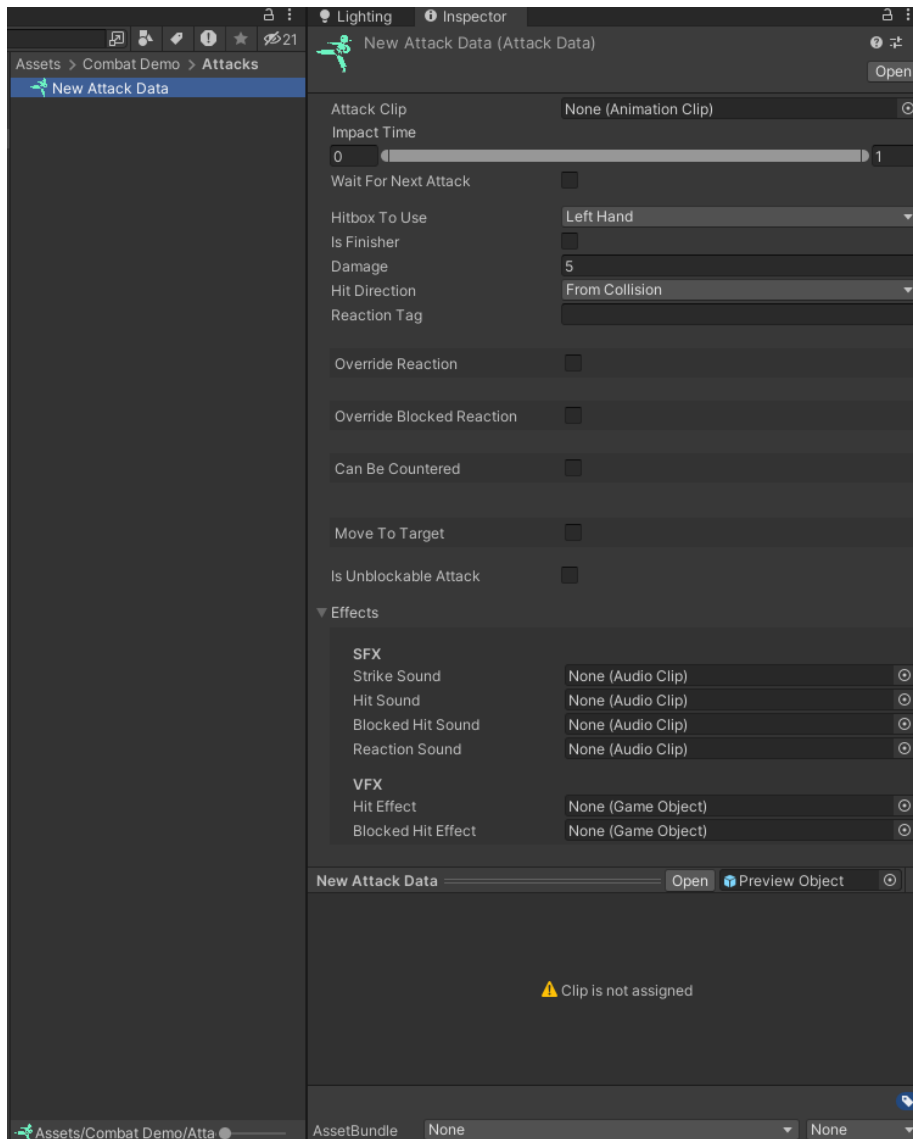 Lighting Inspector
21
New Attack Data (Attack Data)
Assets > Combat Demo > Attacks
Open
New Attack Data
Attack Clip None (Animation Clip)
Impact Time
0 1
Wait For Next Attack
Hitbox To Use Left Hand
Is Finisher
Damage 5
Hit Direction From Collision
Reaction Tag
Override Reaction
Override Blocked Reaction
Can Be Countered
Move To Target
Is Unblockable Attack
Effects
SFX
Strike Sound None (Audio Clip)
Hit Sound None (Audio Clip)
Blocked Hit Sound None (Audio Clip)
Reaction Sound None (Audio Clip)
VFX
Hit Effect None (Game Object)
Blocked Hit Effect None (Game Object)
New Attack Data Open Preview Object
Clip is not assigned
Assets/Combat Demo/Atta
AssetBundle None None